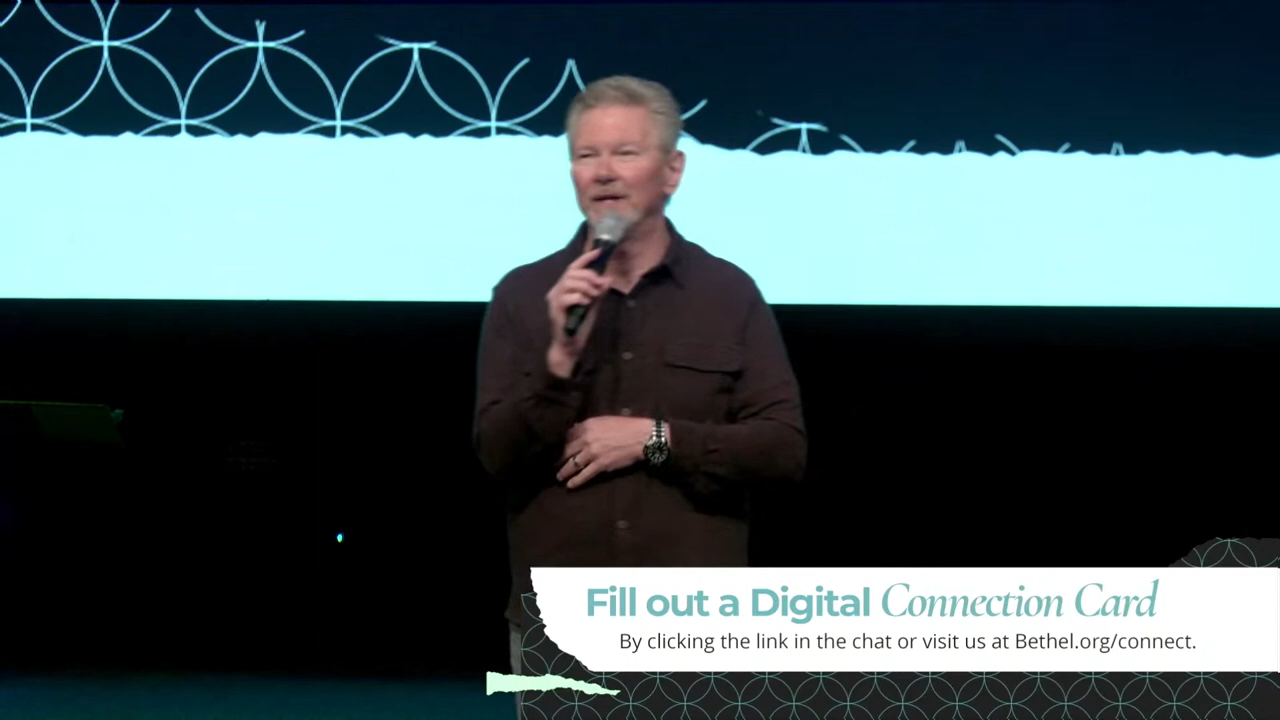 Fill out a Digital Connection Card
By clicking the link in the chat or visit us at Bethel.org/connect.